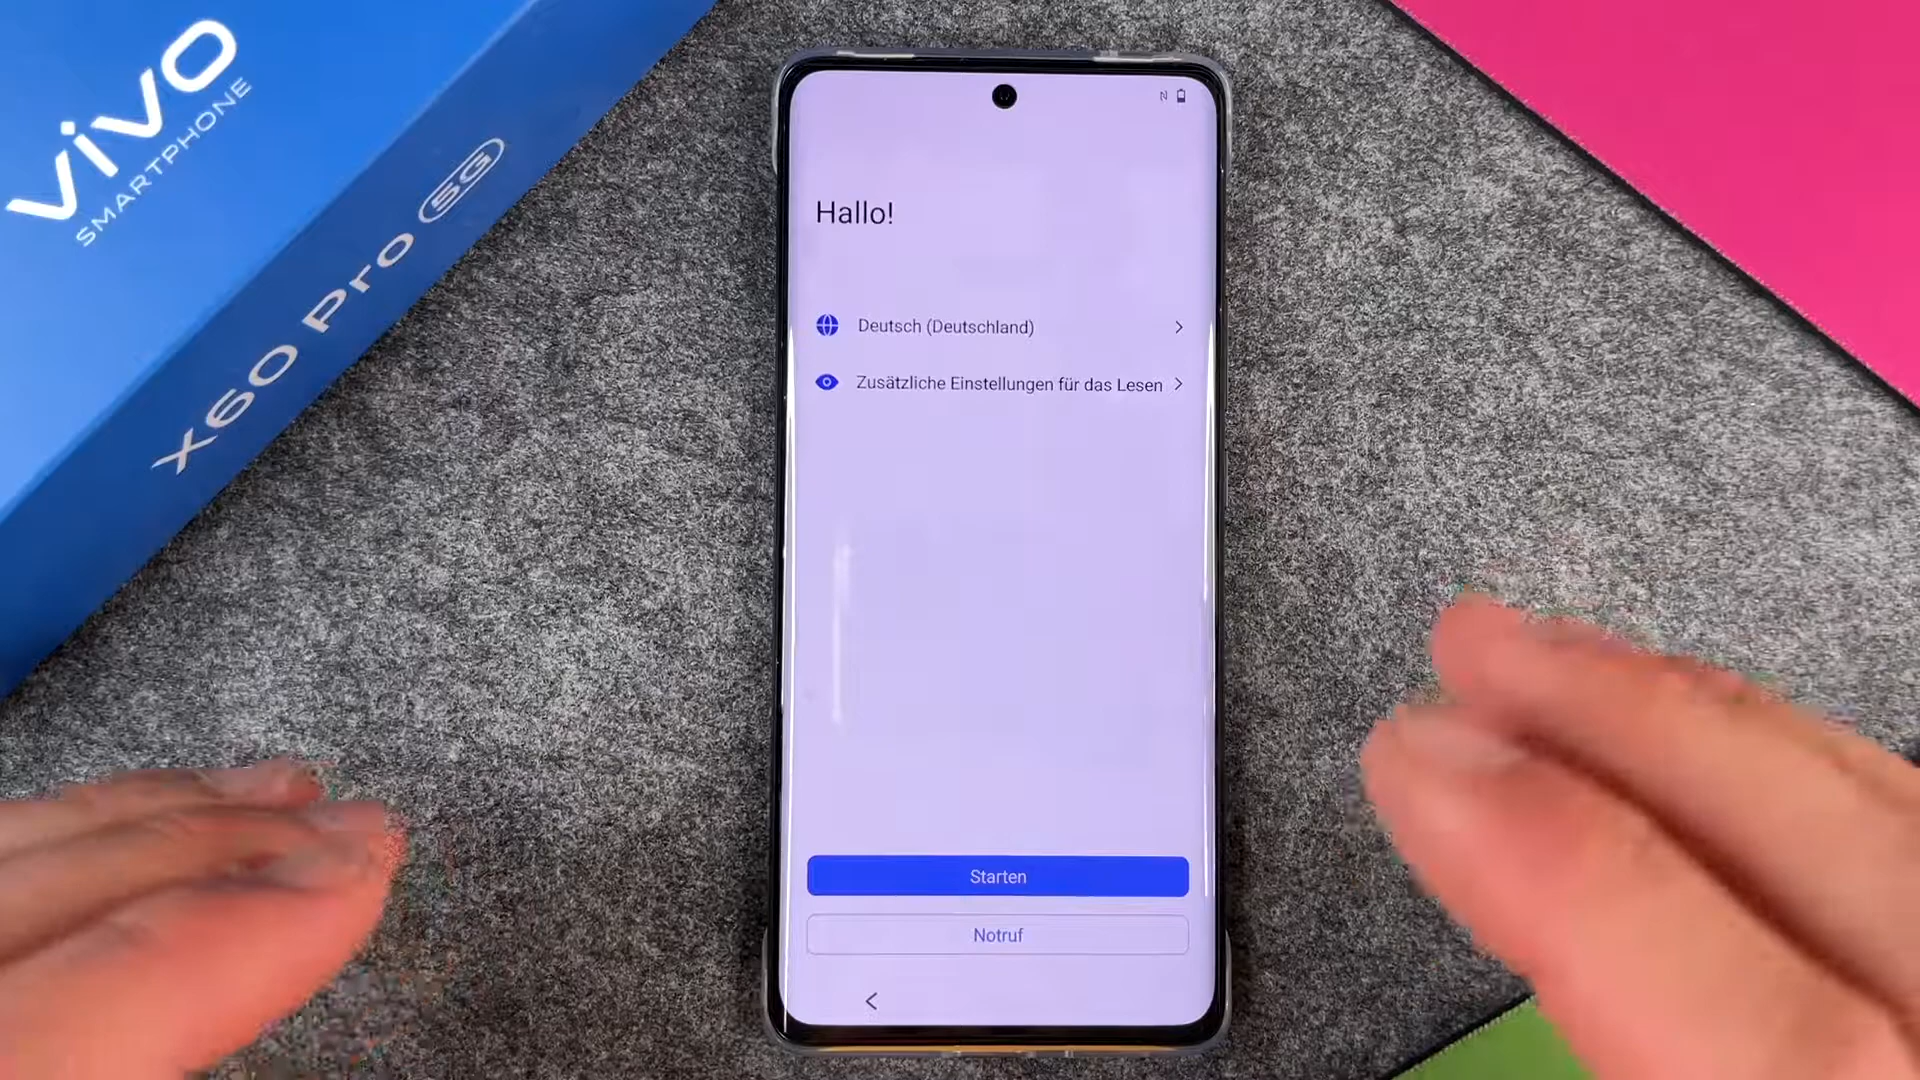 vivo
SMARTPHONE
X60 Pro 5G
N
Hallo!
Deutsch (Deutschland)
Zusätzliche Einstellungen für das Lesen
Starten
Notruf